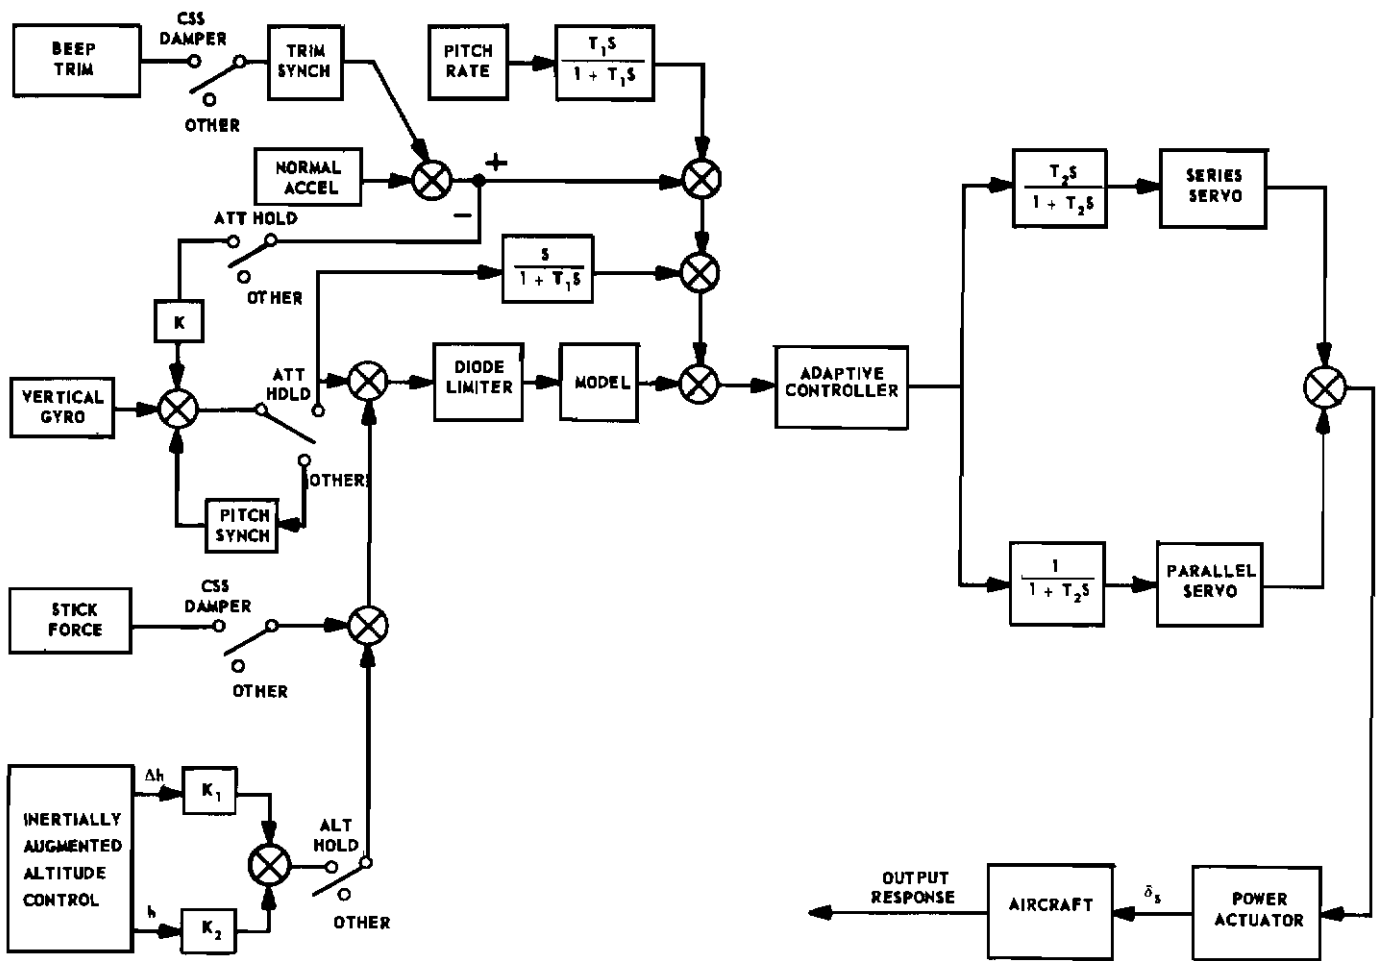 CSS
DAMPER
BEEP
TRIM
TRIM
SYNCH
OTHER
PITCH
RATE
T₁S
1 + T₁S
NORMAL
ACCEL
+
−
ATT HOLD
OTHER
K
S
1 + T₁S
VERTICAL
GYRO
ATT
HOLD
OTHER
PITCH
SYNCH
DIODE
LIMITER
MODEL
ADAPTIVE
CONTROLLER
T₂S
1 + T₂S
SERIES
SERVO
1
1 + T₂S
PARALLEL
SERVO
STICK
FORCE
CSS
DAMPER
OTHER
INERTIALLY
AUGMENTED
ALTITUDE
CONTROL
Δh
K₁
h
K₂
ALT
HOLD
OTHER
OUTPUT
RESPONSE
AIRCRAFT
δₛ
POWER
ACTUATOR